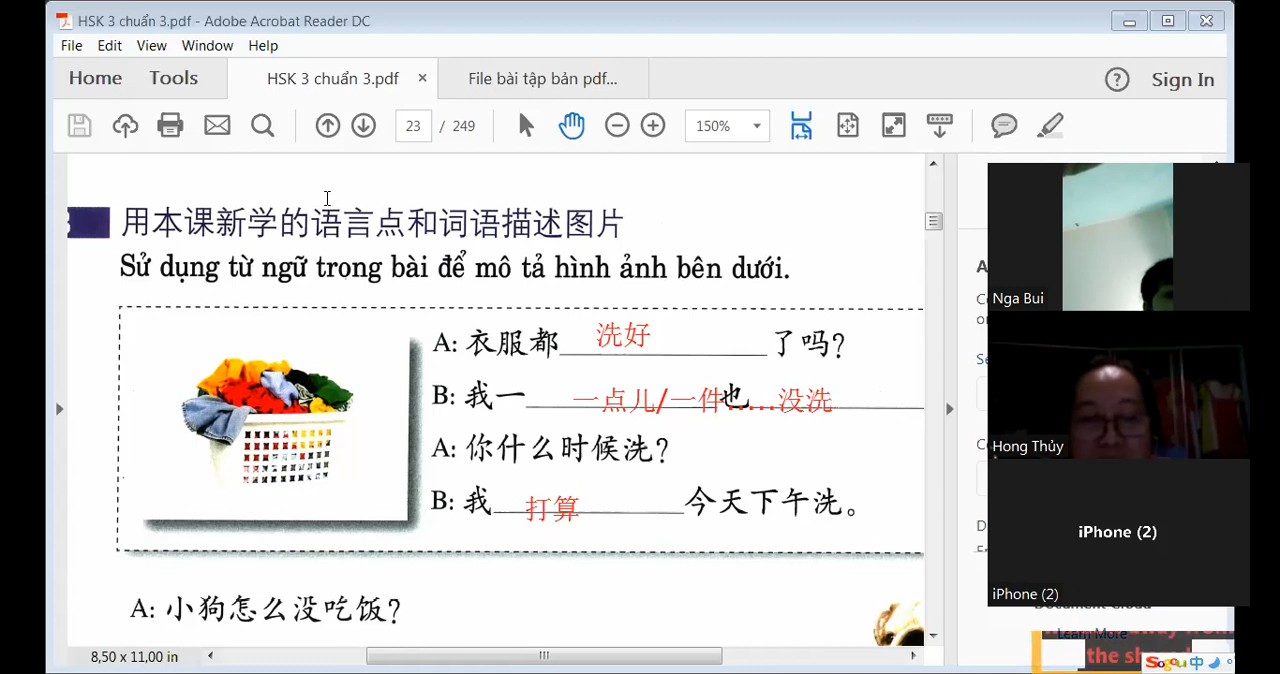 HSK 3 chuẩn 3.pdf - Adobe Acrobat Reader DC
File Edit View Window Help
Home Tools HSK 3 chuẩn 3.pdf × File bài tập bản pdf... Sign In
23 / 249 150%
用本课新学的语言点和词语描述图片
Sử dụng từ ngữ trong bài để mô tả hình ảnh bên dưới.
A: 衣服都 洗好 了吗?
B: 我一 一点儿/一件也……没洗
A: 你什么时候洗?
B: 我 打算 今天下午洗。
A: 小狗怎么没吃饭?
8,50 x 11,00 in
Nga Bui
Hong Thủy
iPhone (2)
iPhone (2)
Learn More
Sogou 中